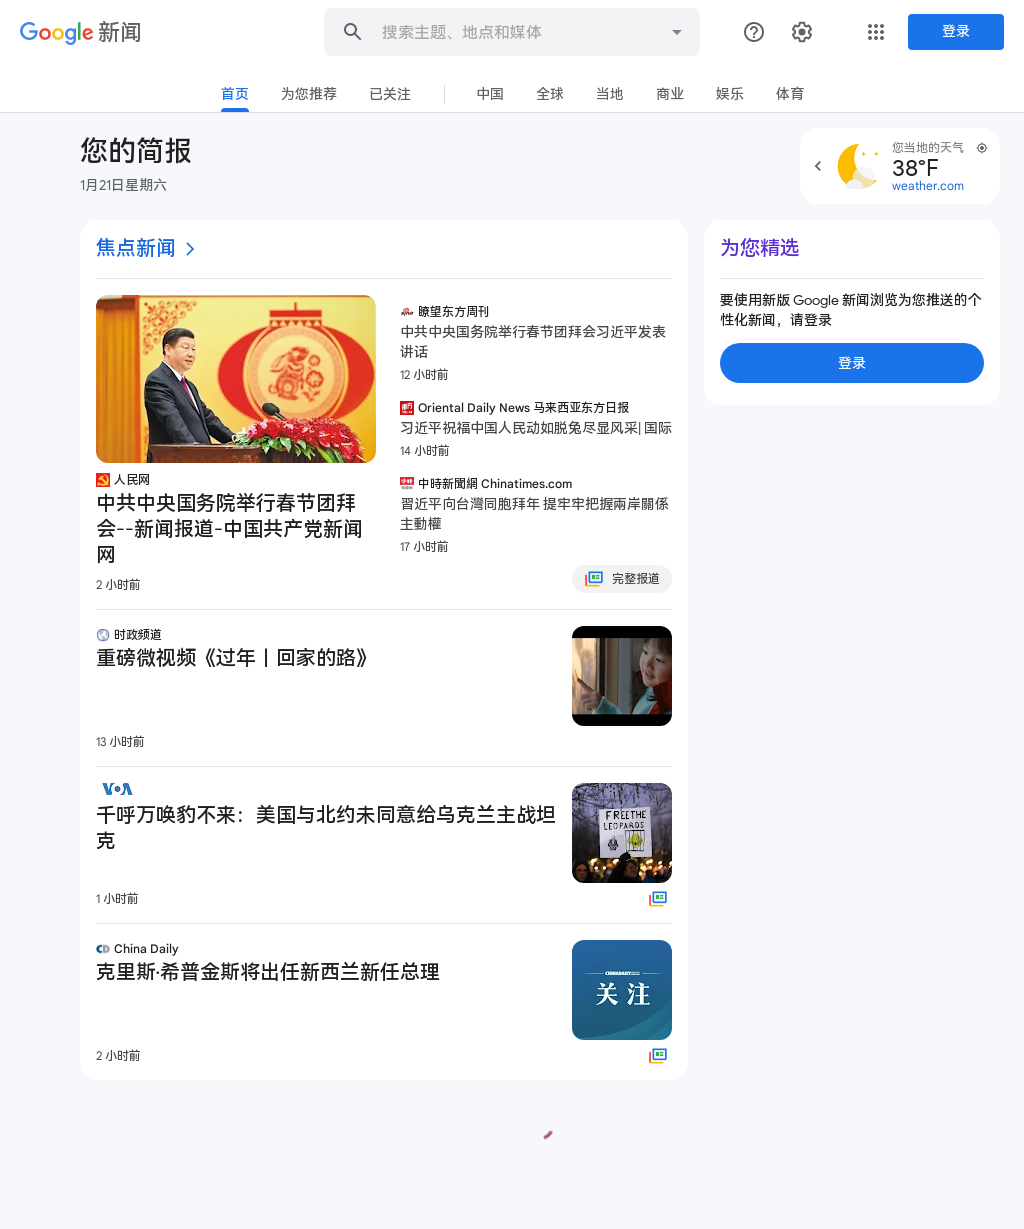 Google 新闻
搜索主题、地点和媒体
登录
首页
为您推荐
已关注
中国
全球
当地
商业
娱乐
体育
您的简报
1月21日星期六
您当地的天气
38°F
weather.com
焦点新闻
人民网
中共中央国务院举行春节团拜
会--新闻报道-中国共产党新闻
网
2 小时前
瞭望东方周刊
中共中央国务院举行春节团拜会习近平发表
讲话
12 小时前
Oriental Daily News 马来西亚东方日报
习近平祝福中国人民动如脱兔尽显风采| 国际
14 小时前
中時新聞網 Chinatimes.com
習近平向台灣同胞拜年 提牢牢把握兩岸關係
主動權
17 小时前
完整报道
时政频道
重磅微视频《过年丨回家的路》
13 小时前
VOA
千呼万唤豹不来：美国与北约未同意给乌克兰主战坦
克
1 小时前
FREE THE
LEOPARDS
China Daily
克里斯·希普金斯将出任新西兰新任总理
2 小时前
CHINADAILY
关注
为您精选
要使用新版 Google 新闻浏览为您推送的个
性化新闻，请登录
登录